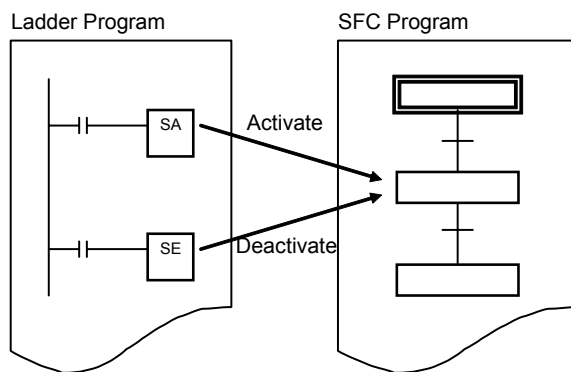 Ladder Program
SFC Program
SA
Activate
SE
Deactivate